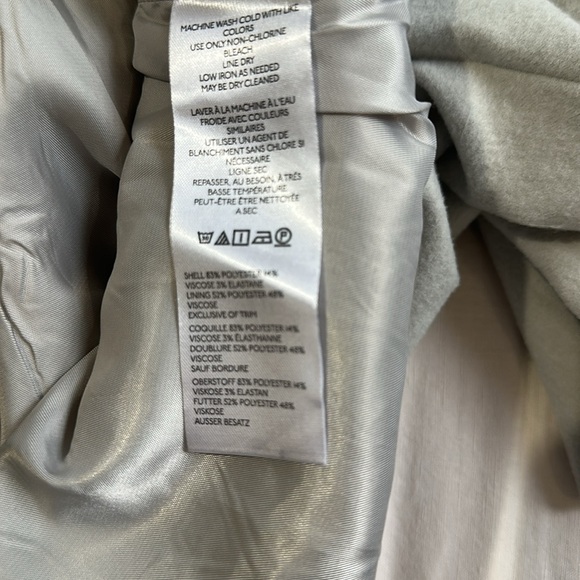 MACHINE WASH COLD WITH LIKE
COLORS
USE ONLY NON-CHLORINE
BLEACH
LINE DRY
LOW IRON AS NEEDED
MAY BE DRY CLEANED
LAVER À LA MACHINE À L'EAU
FROIDE AVEC COULEURS
SIMILAIRES
UTILISER UN AGENT DE
BLANCHIMENT SANS CHLORE SI
NÉCESSAIRE
LIGNE SEC
REPASSER, AU BESOIN, À TRÈS
BASSE TEMPÉRATURE
PEUT-ÊTRE ÊTRE NETTOYÉE
A SEC
SHELL 83% POLYESTER 14%
VISCOSE 3% ELASTANE
LINING 52% POLYESTER 48%
VISCOSE
EXCLUSIVE OF TRIM
COQUILLE 83% POLYESTER 14%
VISCOSE 3% ÉLASTHANNE
DOUBLURE 52% POLYESTER 48%
VISCOSE
SAUF BORDURE
OBERSTOFF 83% POLYESTER 14%
VISKOSE 3% ELASTAN
FUTTER 52% POLYESTER 48%
VISKOSE
AUSSER BESATZ